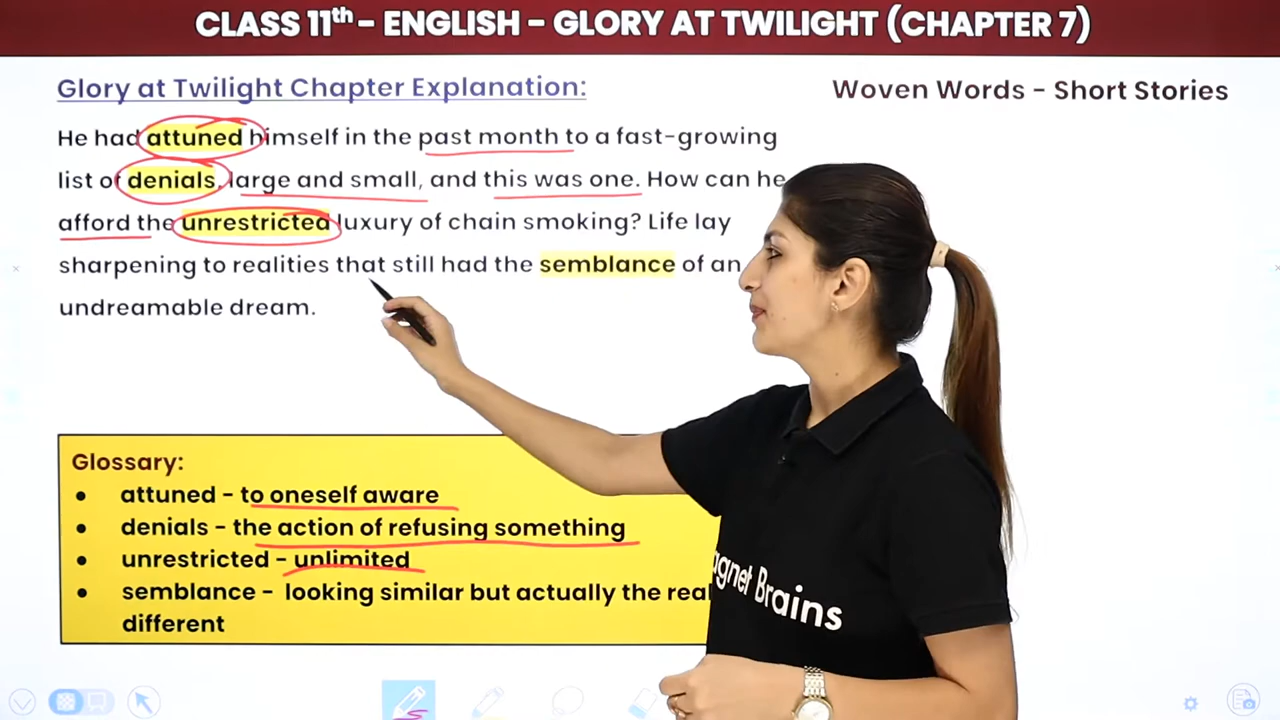 CLASS 11th - ENGLISH - GLORY AT TWILIGHT (CHAPTER 7)
Glory at Twilight Chapter Explanation:
Woven Words - Short Stories
He had attuned himself in the past month to a fast-growing
list of denials, large and small, and this was one. How can he
afford the unrestricted luxury of chain smoking? Life lay
sharpening to realities that still had the semblance of an
undreamable dream.
Glossary:
● attuned - to oneself aware
● denials - the action of refusing something
● unrestricted - unlimited
● semblance - looking similar but actually the
different
agnet Brains